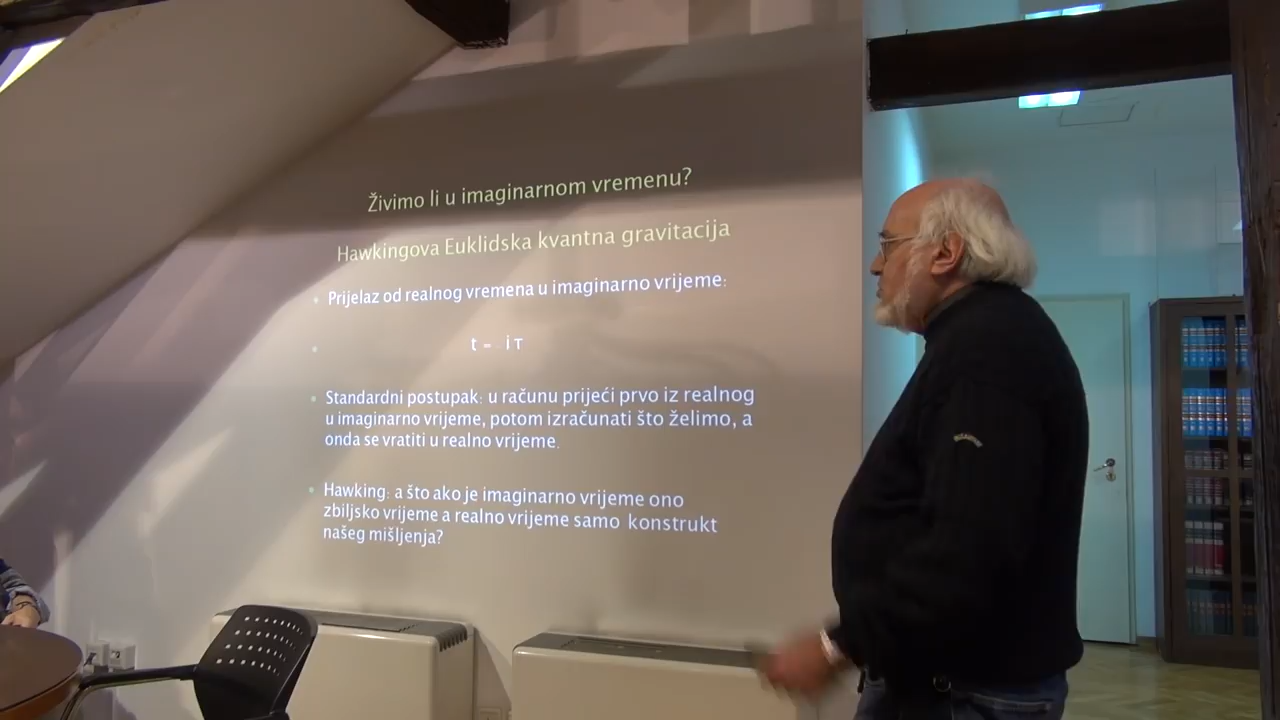 Živimo li u imaginarnom vremenu?
Hawkingova Euklidska kvantna gravitacija
Prijelaz od realnog vremena u imaginarno vrijeme:
t = - i τ
Standardni postupak: u računu prijeći prvo iz realnog
u imaginarno vrijeme, potom izračunati što želimo, a
onda se vratiti u realno vrijeme.
Hawking: a što ako je imaginarno vrijeme ono
zbiljsko vrijeme a realno vrijeme samo konstrukt
našeg mišljenja?